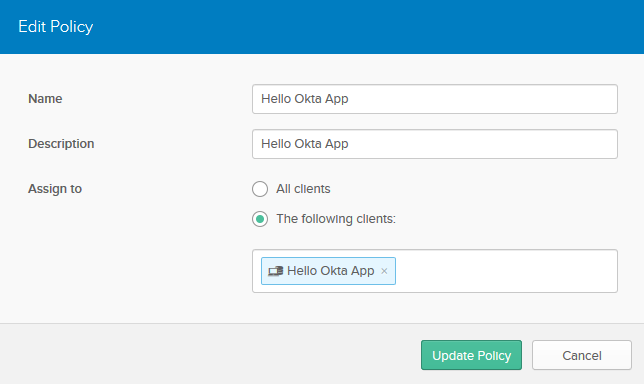 Edit Policy
Name Hello Okta App
Description Hello Okta App
Assign to All clients
The following clients:
Hello Okta App ×
Update Policy Cancel